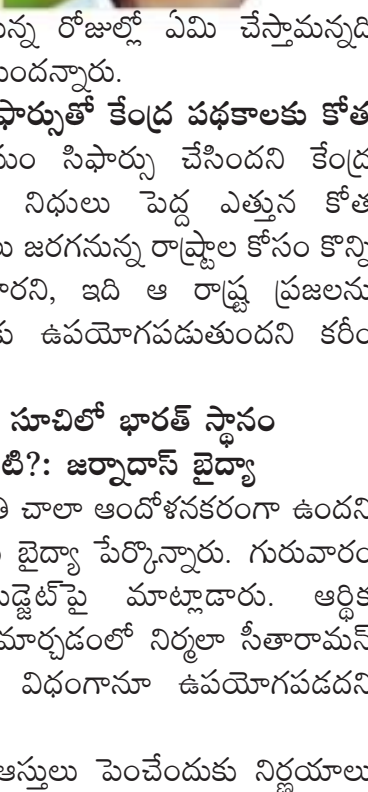 న్న రోజుల్లో ఏమి చేస్తామన్నది
ుందన్నారు.
ఫార్సుతో కేంద్ర పథకాలకు కోత
సిఫార్సు చేసిందని కేంద్ర
నిధులు పెద్ద ఎత్తున కోత
జరగనున్న రాష్ట్రాల కోసం కొన్ని
ారని, ఇది ఆ రాష్ట్ర ప్రజలను
ఉపయోగపడుతుందని కరీం
సూచిలో భారత్ స్థానం
టి?: జర్నాదాస్ బైద్యా
తి చాలా ఆందోళనకరంగా ఉందని
బైద్యా పేర్కొన్నారు. గురువారం
డ్జెట్‌పై మాట్లాడారు. ఆర్థిక
మార్చడంలో నిర్మలా సీతారామన్
విధంగానూ ఉపయోగపడదని
ఆస్తులు పెంచేందుకు నిర్ణయాలు